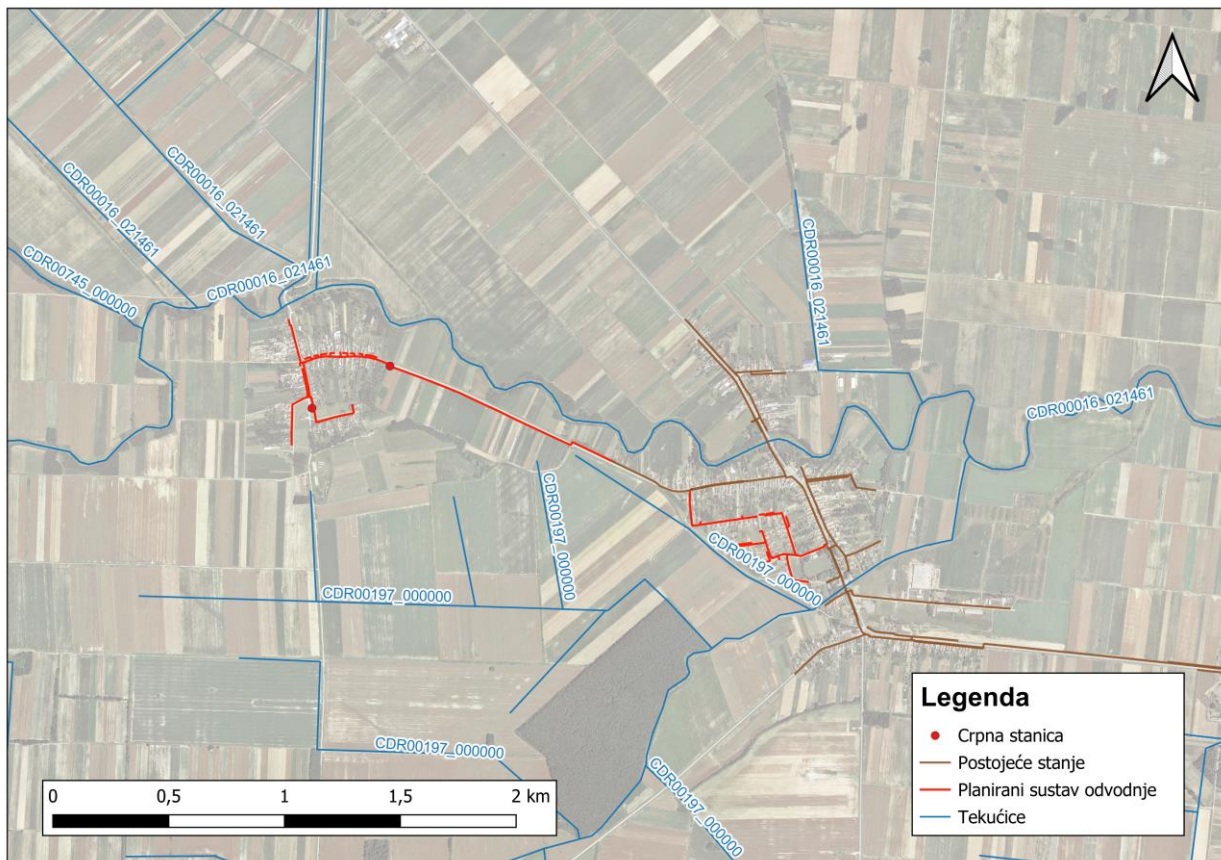 CDR00016_021461
CDR00016_021461
CDR00745_000000
CDR00016_021461
CDR00016_021461
CDR00016_021461
CDR00197_000000
CDR00197_000000
CDR00197_000000
CDR00197_000000
CDR00197_000000
0 0,5 1 1,5 2 km
Legenda
Crpna stanica
Postojeće stanje
Planirani sustav odvodnje
Tekućice